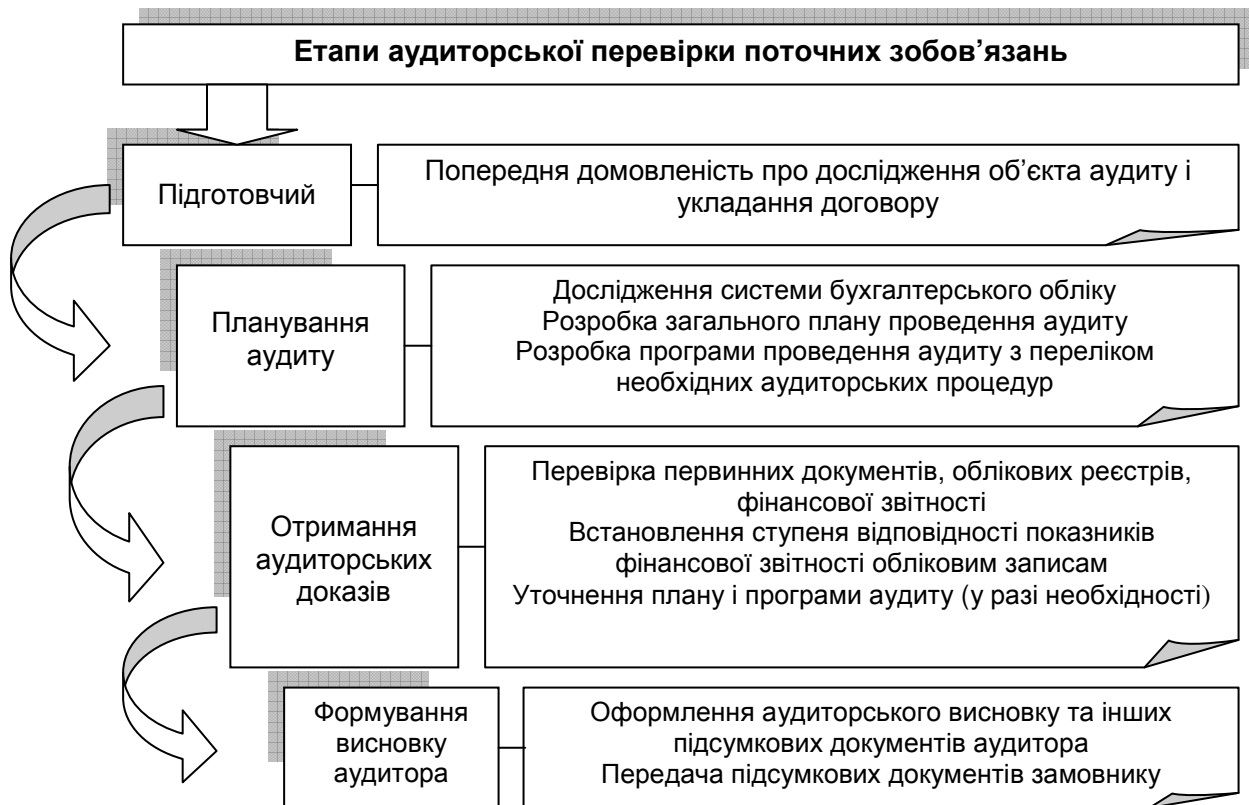 Етапи аудиторської перевірки поточних зобов’язань
Підготовчий
Попередня домовленість про дослідження об’єкта аудиту і
укладання договору
Планування
аудиту
Дослідження системи бухгалтерського обліку
Розробка загального плану проведення аудиту
Розробка програми проведення аудиту з переліком
необхідних аудиторських процедур
Отримання
аудиторських
доказів
Перевірка первинних документів, облікових реєстрів,
фінансової звітності
Встановлення ступеня відповідності показників
фінансової звітності обліковим записам
Уточнення плану і програми аудиту (у разі необхідності)
Формування
висновку
аудитора
Оформлення аудиторського висновку та інших
підсумкових документів аудитора
Передача підсумкових документів замовнику